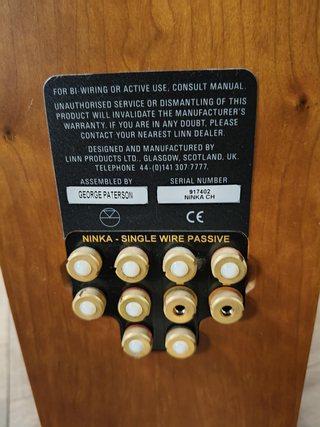 FOR BI-WIRING OR ACTIVE USE, CONSULT MANUAL.
UNAUTHORISED SERVICE OR DISMANTLING OF THIS
PRODUCT WILL INVALIDATE THE MANUFACTURER'S
WARRANTY. IF YOU ARE IN ANY DOUBT, PLEASE
CONTACT YOUR NEAREST LINN DEALER.
DESIGNED AND MANUFACTURED BY
LINN PRODUCTS LTD., GLASGOW, SCOTLAND, UK.
TELEPHONE 44-(0)141 307·7777.
ASSEMBLED BY SERIAL NUMBER
GEORGE PATERSON 917402
NINKA CH
CE
NINKA - SINGLE WIRE PASSIVE